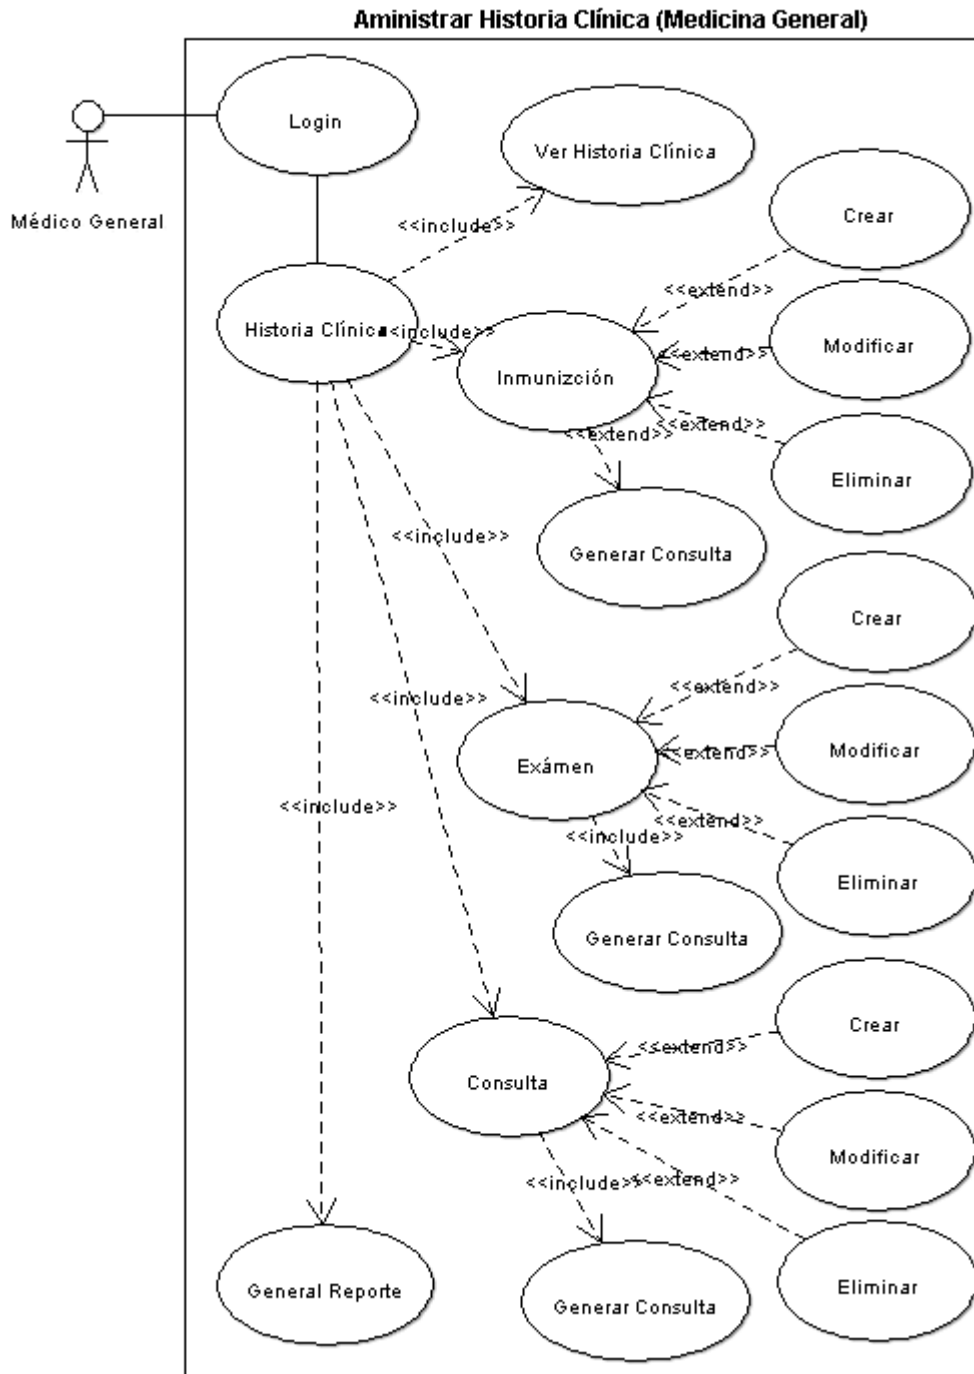 Aministrar Historia Clínica (Medicina General)
Login
Ver Historia Clínica
Médico General
<<include>>
Crear
<<extend>>
Historia Clínica
<<include>>
Inmunizción
<<extend>>
Modificar
<<extend>>
<<extend>>
Eliminar
<<include>>
Generar Consulta
Crear
<<include>>
<<extend>>
Exámen
<<extend>>
Modificar
<<include>>
<<extend>>
<<include>>
Eliminar
Generar Consulta
Crear
<<extend>>
Consulta
<<extend>>
Modificar
<<include>>
<<extend>>
General Reporte
Generar Consulta
Eliminar